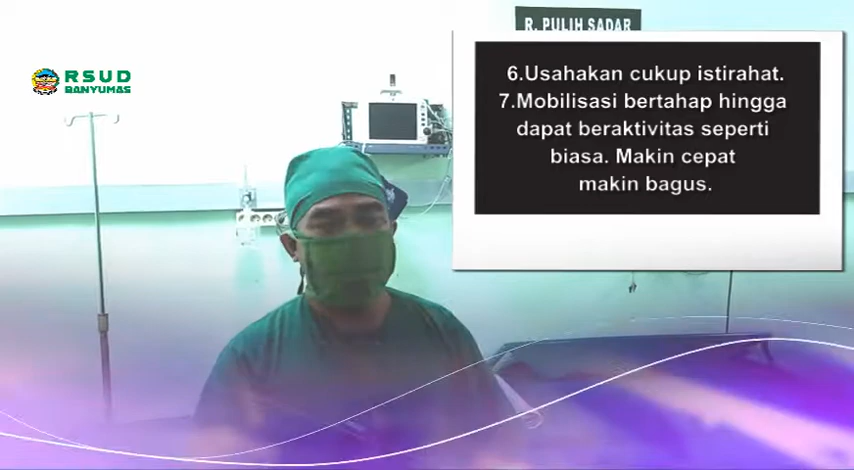 R. PULIH SADAR
RSUD
BANYUMAS
6.Usahakan cukup istirahat.
7.Mobilisasi bertahap hingga
dapat beraktivitas seperti
biasa. Makin cepat
makin bagus.